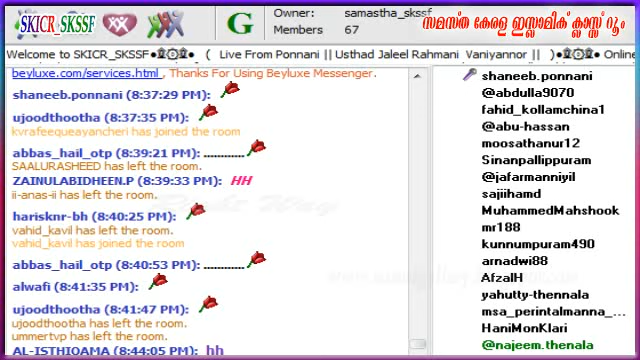 SKICR_SKSSF
G
Owner: samastha_skssf
Members 67
സമസ്ത കേരള ഇസ്ലാമിക് ക്ലാസ്സ് റൂം
Welcome to SKICR_SKSSF ( Live From Ponnani || Usthad Jaleel Rahmani Vaniyannor || ) Online
beyluxe.com/services.html , Thanks For Using Beyluxe Messenger.
shaneeb.ponnani (8:37:29 PM):
ujoodthootha (8:37:35 PM):
kvrafeequeayancheri has joined the room
abbas_hail_otp (8:39:21 PM): ............
SAALURASHEED has left the room.
ZAINULABIDHEEN.P (8:39:33 PM): HH
ii-anas-ii has left the room.
harisknr-bh (8:40:25 PM):
vahid_kavil has left the room
vahid_kavil has joined the room
abbas_hail_otp (8:40:53 PM): ............
alwafi (8:41:35 PM):
ujoodthootha (8:41:47 PM):
ujoodthootha has left the room.
ummertvp has left the room.
AL-ISTHIQAMA (8:44:05 PM): hh
shaneeb.ponnani
@abdulla9070
fahid_kollamchina1
@abu-hassan
moosathanur12
Sinanpallippuram
@jafarmanniyil
sajiihamd
MuhammedMahshook
mr188
kunnumpuram490
arnadwi88
AfzalH
yahutty-thennala
msa_perintalmanna_...
HaniMonKlari
@najeem.thenala